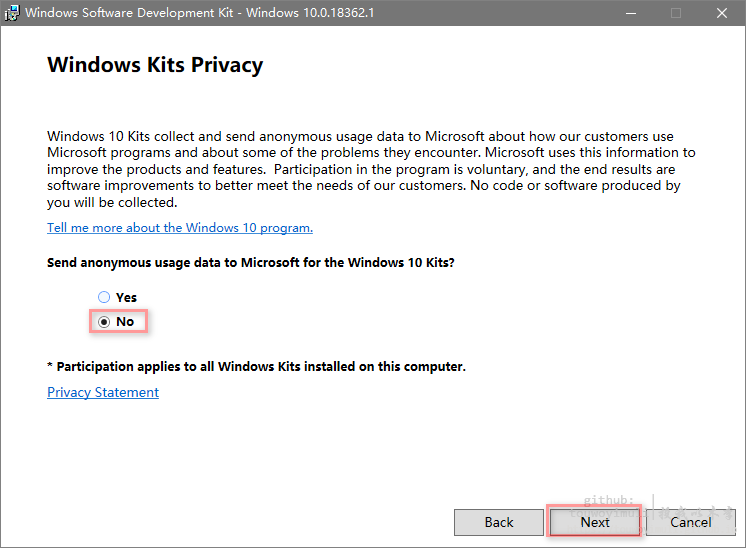 Windows Software Development Kit - Windows 10.0.18362.1
Windows Kits Privacy
Windows 10 Kits collect and send anonymous usage data to Microsoft about how our customers use
Microsoft programs and about some of the problems they encounter. Microsoft uses this information to
improve the products and features.  Participation in the program is voluntary, and the end results are
software improvements to better meet the needs of our customers. No code or software produced by
you will be collected.
Tell me more about the Windows 10 program.
Send anonymous usage data to Microsoft for the Windows 10 Kits?
Yes
No
* Participation applies to all Windows Kits installed on this computer.
Privacy Statement
github:
Back
Next
Cancel